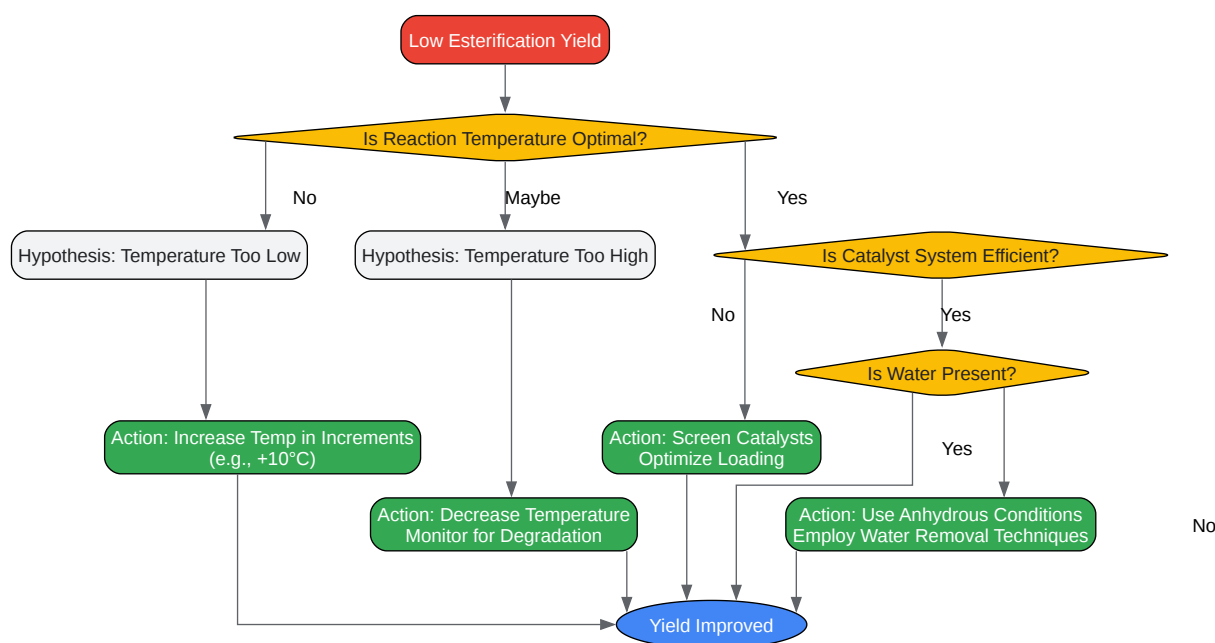 Low Esterification Yield
Is Reaction Temperature Optimal?
No
Maybe
Yes
Hypothesis: Temperature Too Low
Hypothesis: Temperature Too High
Is Catalyst System Efficient?
No
Yes
Is Water Present?
Action: Increase Temp in Increments
(e.g., +10°C)
Action: Screen Catalysts
Optimize Loading
Yes
Action: Decrease Temperature
Monitor for Degradation
Action: Use Anhydrous Conditions
Employ Water Removal Techniques
No
Yield Improved